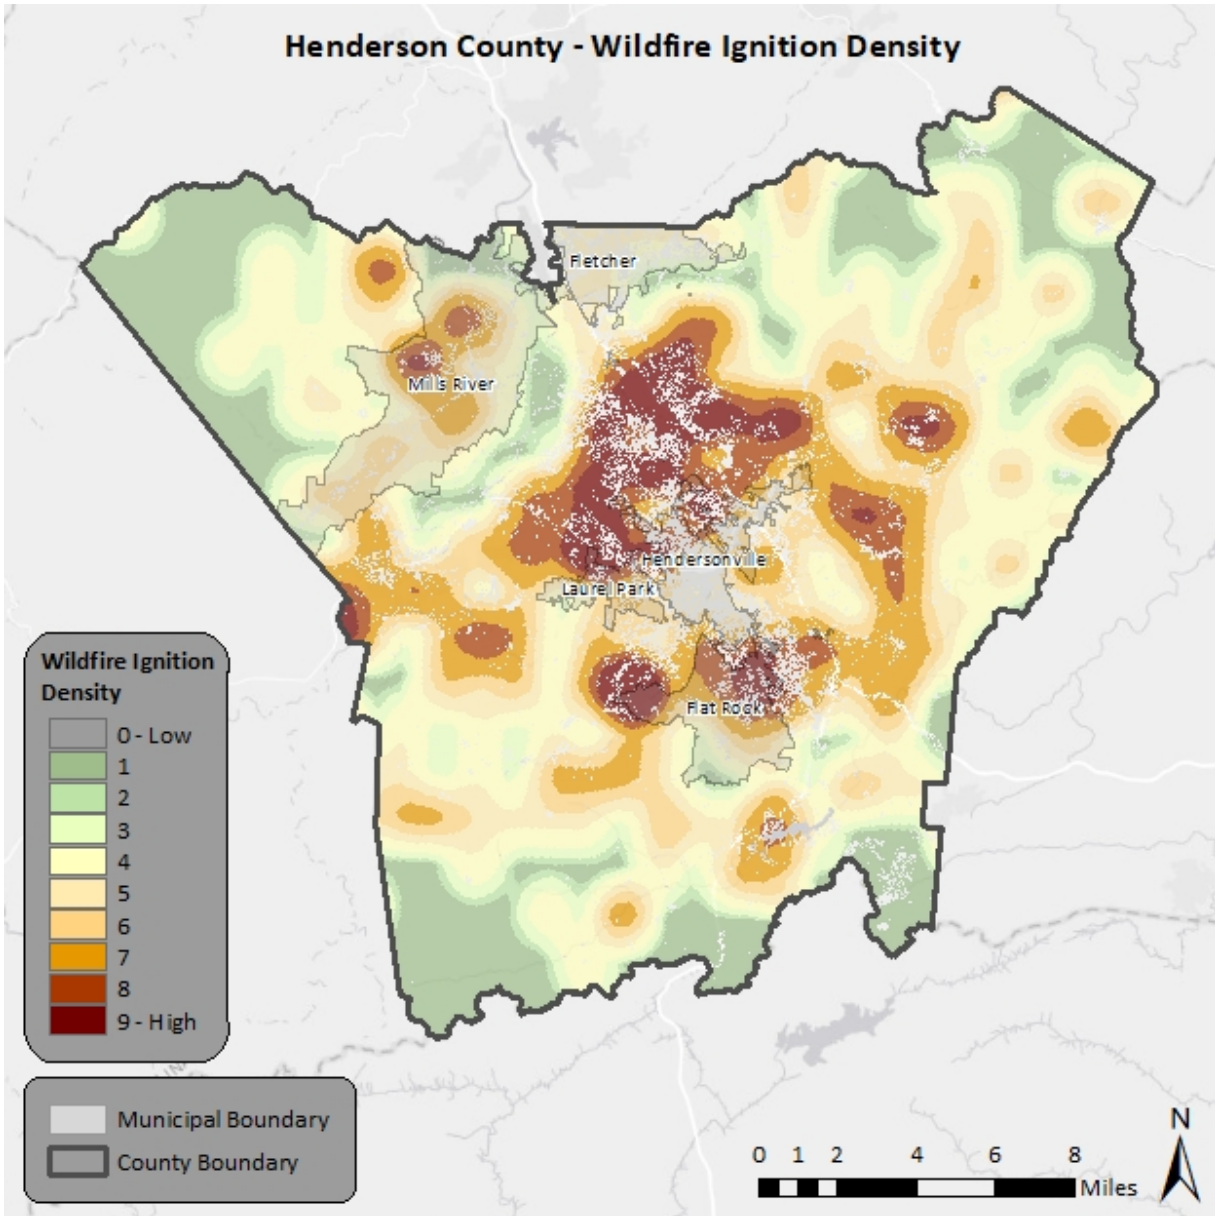 Henderson County - Wildfire Ignition Density
Fletcher
Mills River
Hendersonville
Laurel Park
Flat Rock
Wildfire Ignition
Density
0 - Low
1
2
3
4
5
6
7
8
9 - High
Municipal Boundary
County Boundary
N
0 1 2 4 6 8
Miles